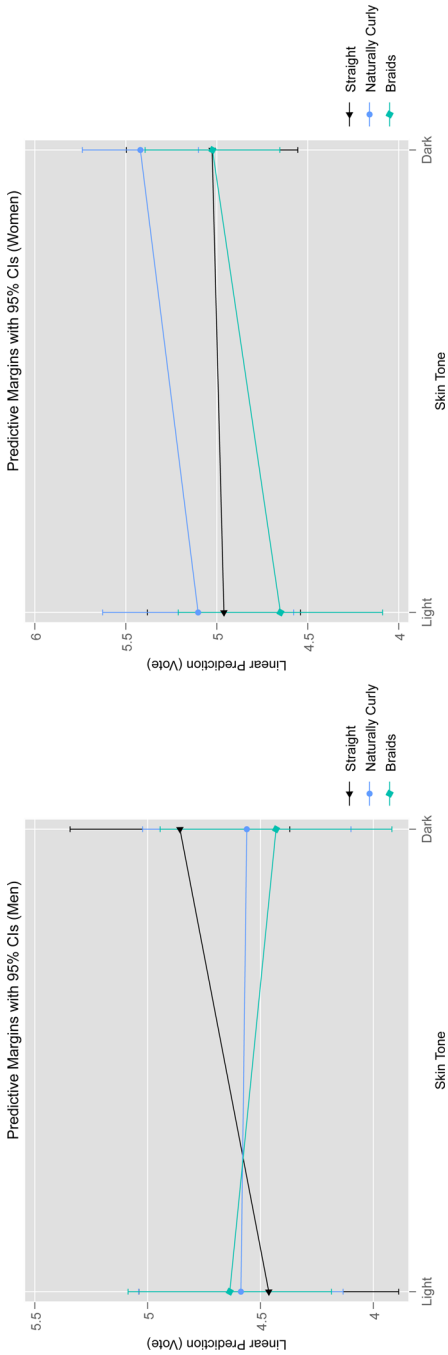 Predictive Margins with 95% CIs (Men)
Linear Prediction (Vote)
5.5
5
4.5
4
Light
Dark
Skin Tone
Straight
Naturally Curly
Braids
Predictive Margins with 95% CIs (Women)
Linear Prediction (Vote)
6
5.5
5
4.5
4
Light
Dark
Skin Tone
Straight
Naturally Curly
Braids